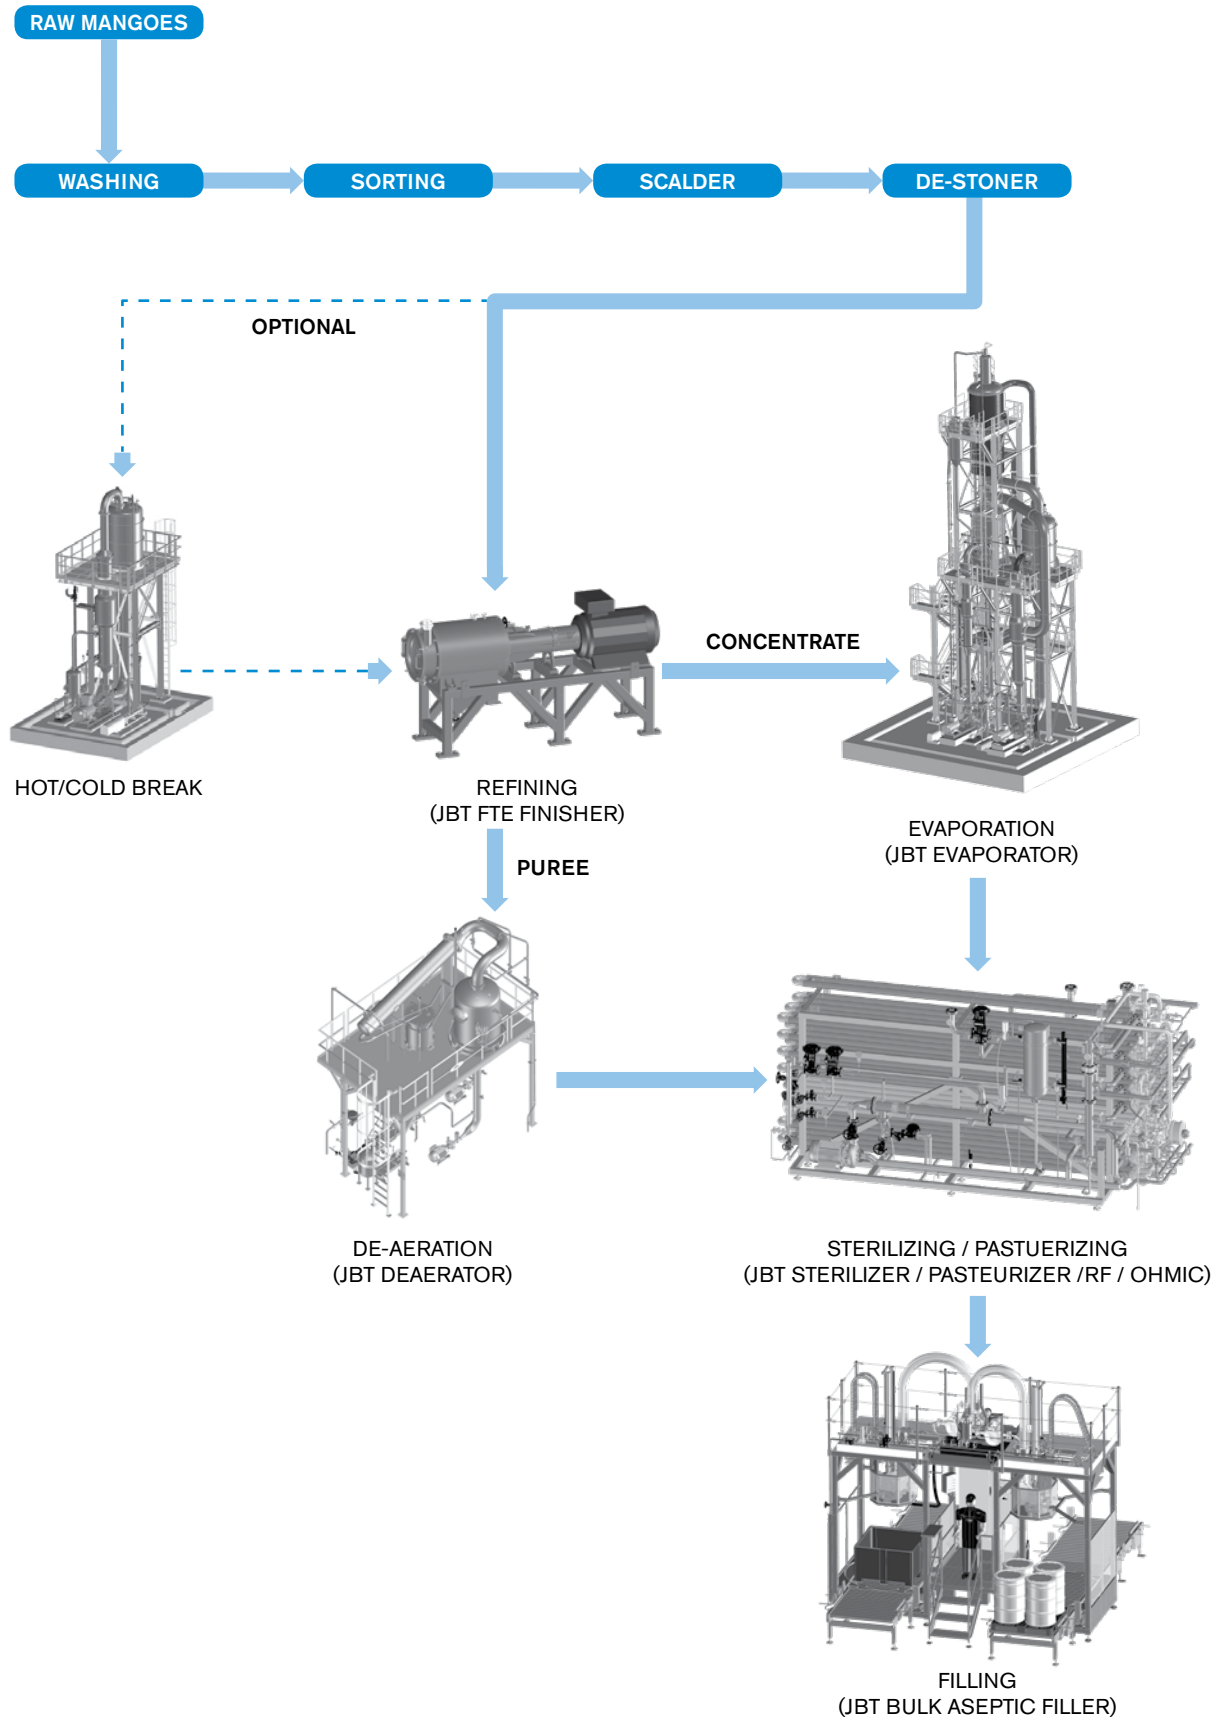 RAW MANGOES
WASHING
SORTING
SCALDER
DE-STONER
OPTIONAL
CONCENTRATE
HOT/COLD BREAK
REFINING
(JBT FTE FINISHER)
EVAPORATION
(JBT EVAPORATOR)
PUREE
DE-AERATION
(JBT DEAERATOR)
STERILIZING / PASTUERIZING
(JBT STERILIZER / PASTEURIZER /RF / OHMIC)
FILLING
(JBT BULK ASEPTIC FILLER)